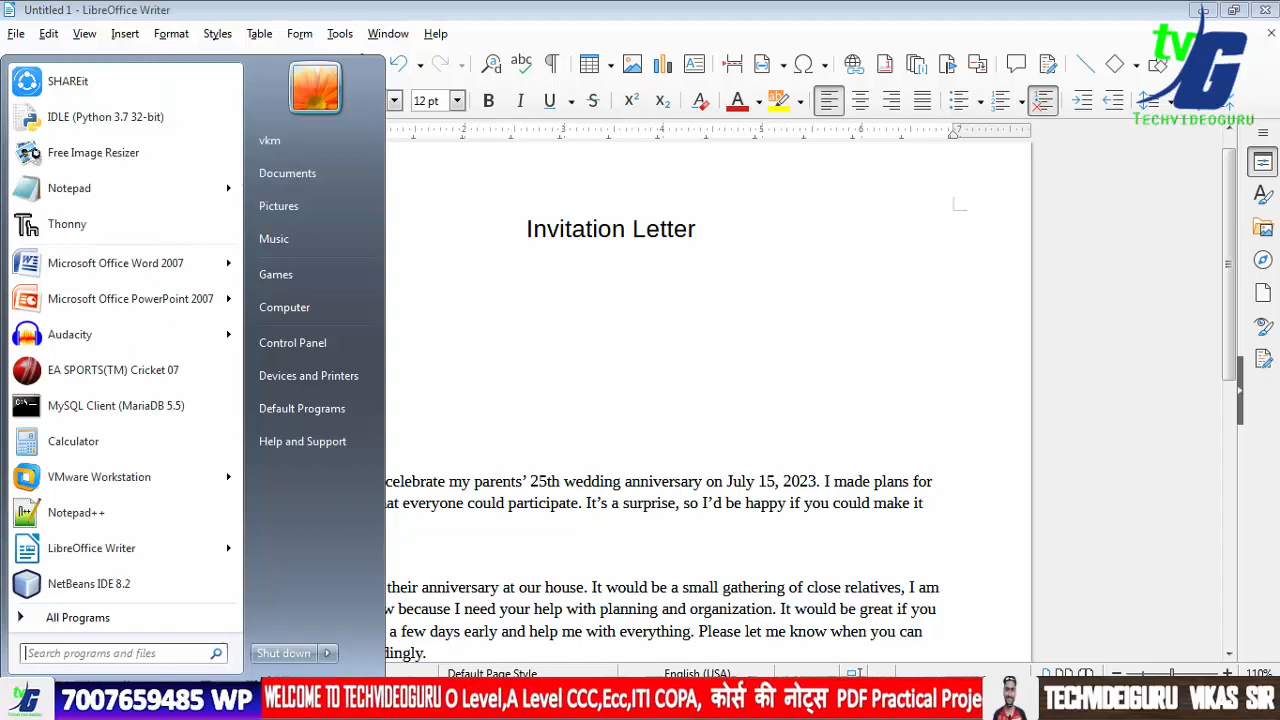 Untitled 1 - LibreOffice Writer
File Edit View Insert Format Styles Table Form Tools Window Help
tv G
TECHVIDEOGURU
12 pt
2 3 4 5 6 7
SHAREit
IDLE (Python 3.7 32-bit)
Free Image Resizer
Notepad
Thonny
Microsoft Office Word 2007
Microsoft Office PowerPoint 2007
Audacity
EA SPORTS(TM) Cricket 07
MySQL Client (MariaDB 5.5)
Calculator
VMware Workstation
Notepad++
LibreOffice Writer
NetBeans IDE 8.2
All Programs
Search programs and files
vkm
Documents
Pictures
Music
Games
Computer
Control Panel
Devices and Printers
Default Programs
Help and Support
Shut down
Invitation Letter
celebrate my parents’ 25th wedding anniversary on July 15, 2023. I made plans for
at everyone could participate. It’s a surprise, so I’d be happy if you could make it
their anniversary at our house. It would be a small gathering of close relatives, I am
w because I need your help with planning and organization. It would be great if you
a few days early and help me with everything. Please let me know when you can
dingly.
Default Page Style English (USA) 110%
7007659485 WP WELCOME TO TECHVIDEOGURU O Level,A Level CCC,Ecc,ITI COPA, कोर्स की नोट्स PDF Practical Proje TECHVIDEIGURU VIKAS SIR